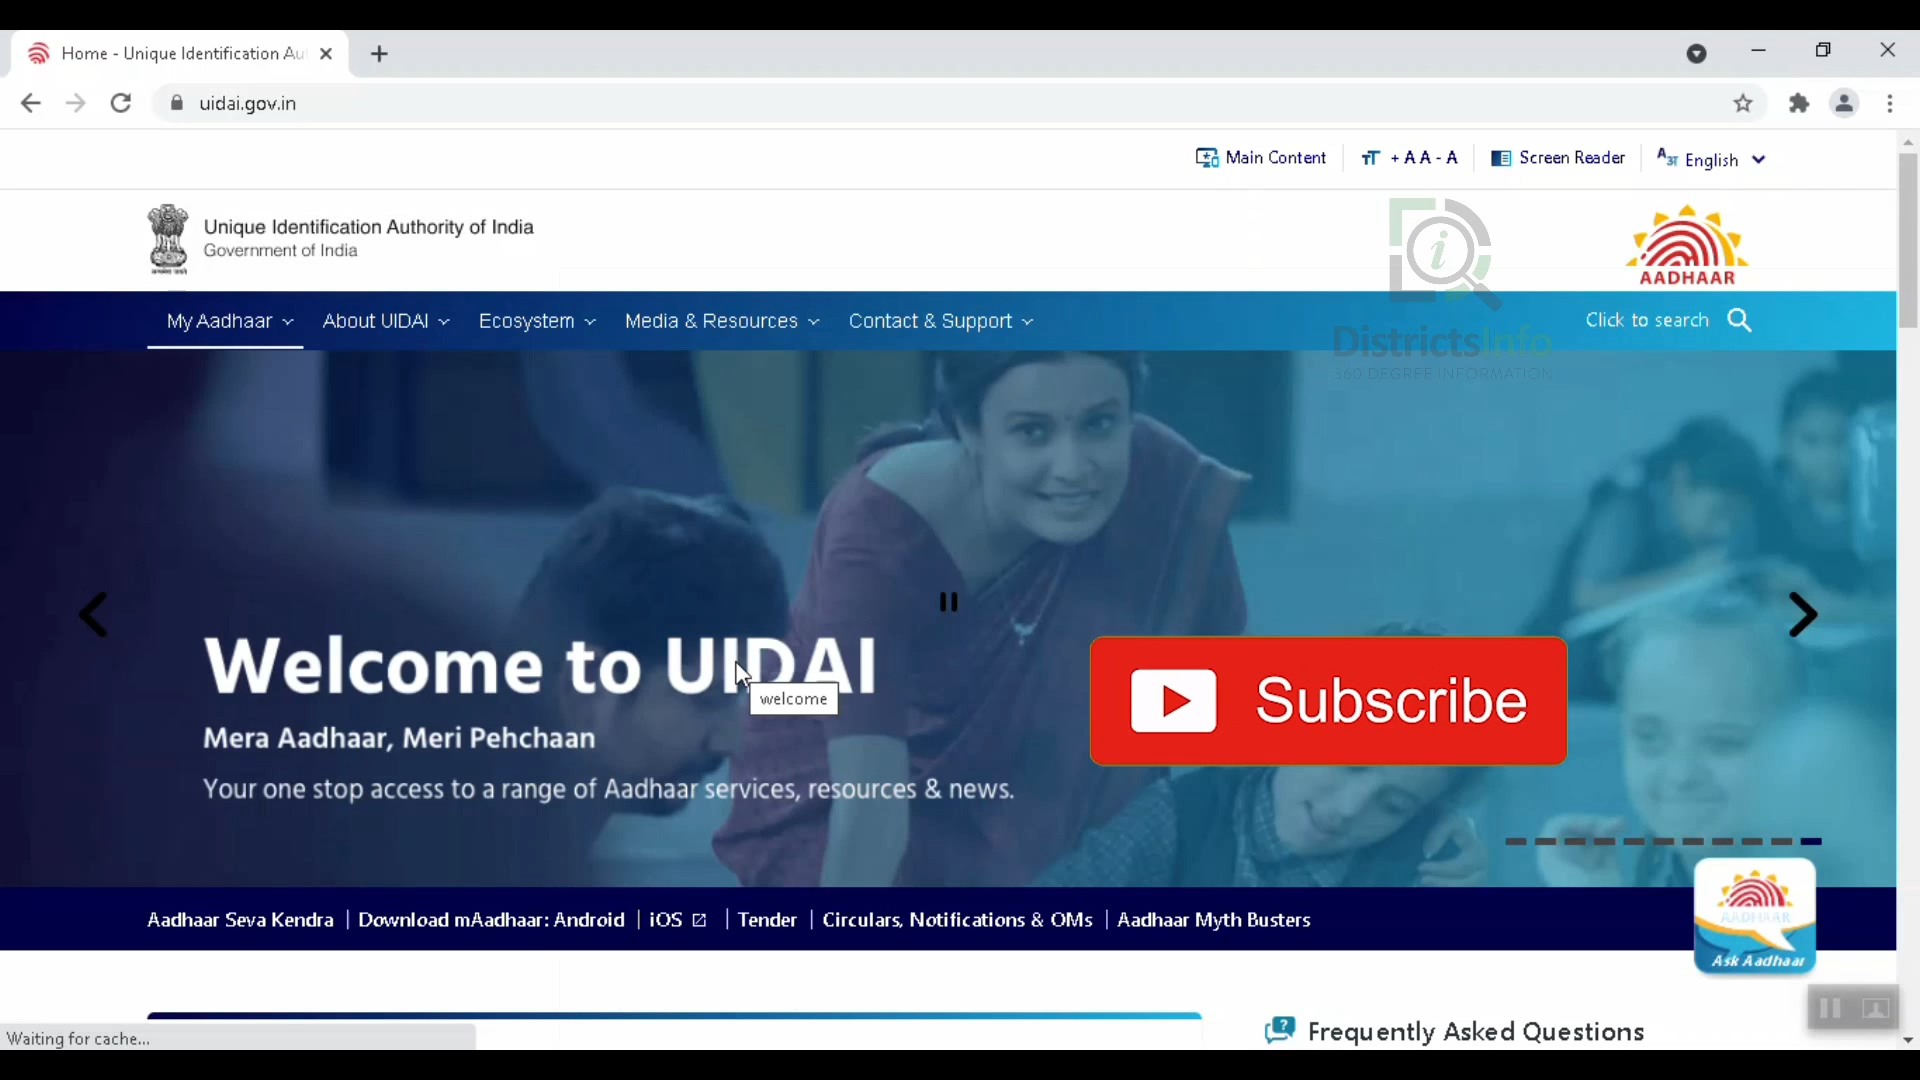 Home - Unique Identification Au
uidai.gov.in
Main Content
TT + A A - A
Screen Reader
Aअ English
Unique Identification Authority of India
Government of India
AADHAAR
My Aadhaar
About UIDAI
Ecosystem
Media & Resources
Contact & Support
Click to search
i
DistrictsInfo
360 DEGREE INFORMATION
Welcome to UIDAI
welcome
Mera Aadhaar, Meri Pehchaan
Your one stop access to a range of Aadhaar services, resources & news.
Subscribe
Aadhaar Seva Kendra | Download mAadhaar: Android | iOS | Tender | Circulars, Notifications & OMs | Aadhaar Myth Busters
AADHAAR
Ask Aadhaar
Frequently Asked Questions
Waiting for cache...